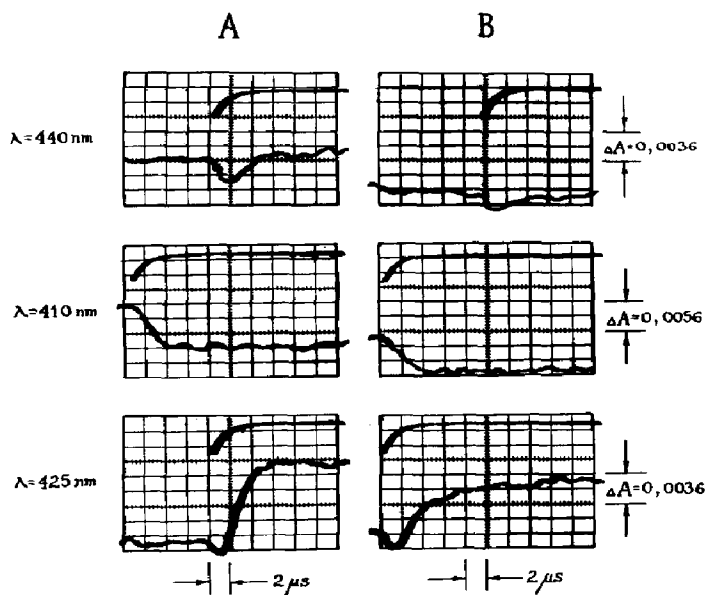 A B
λ=440 nm
ΔA=0,0036
λ=410 nm
ΔA=0,0056
λ=425 nm
ΔA=0,0036
2 μs 2 μs